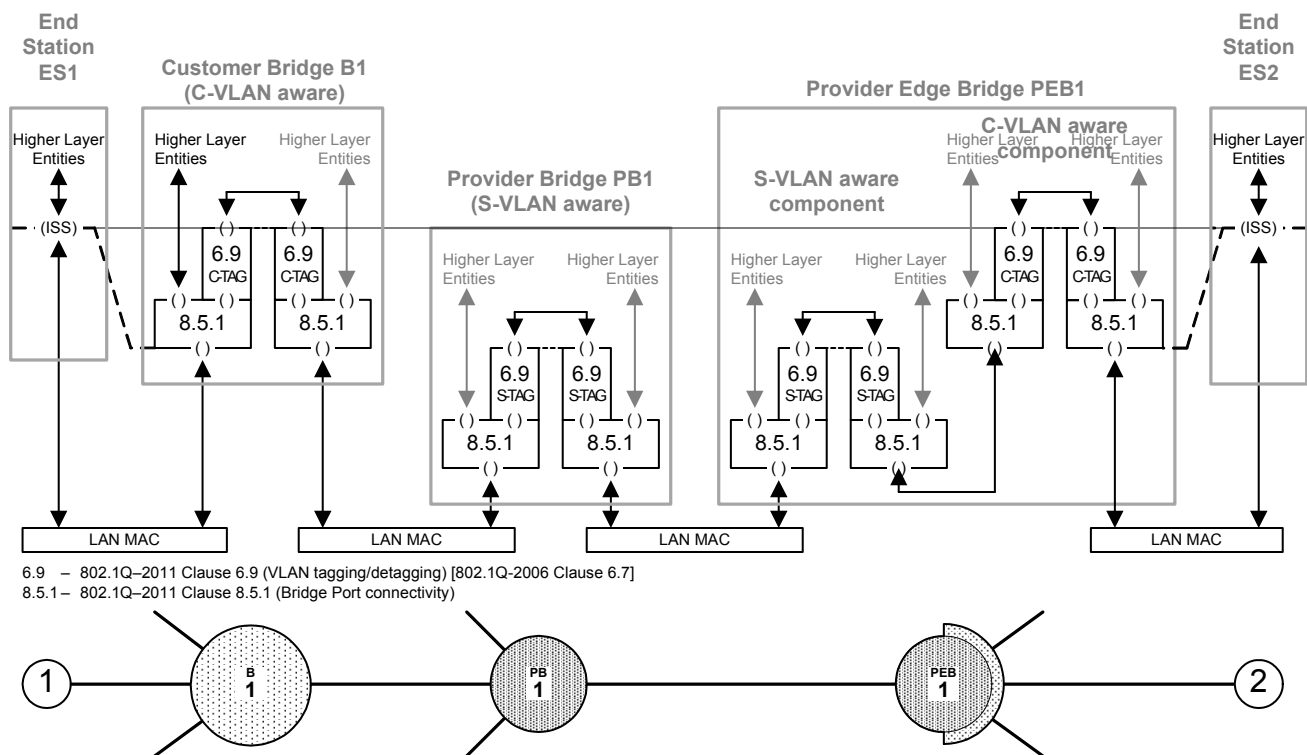 End
Station
ES1
Customer Bridge B1
(C-VLAN aware)
Provider Edge Bridge PEB1
End
Station
ES2
Higher Layer
Entities
Higher Layer
Entities
Higher Layer
Entities
Provider Bridge PB1
(S-VLAN aware)
S-VLAN aware
component
C-VLAN aware
component
Higher Layer
Entities
Higher Layer
Entities
Higher Layer
Entities
(ISS)
( )
( )
6.9
C-TAG
6.9
C-TAG
( ) ( )
( ) ( )
8.5.1
8.5.1
( )
( )
Higher Layer
Entities
Higher Layer
Entities
( )
( )
6.9
S-TAG
6.9
S-TAG
( ) ( )
( ) ( )
8.5.1
8.5.1
( )
( )
Higher Layer
Entities
Higher Layer
Entities
( )
( )
6.9
S-TAG
6.9
S-TAG
( ) ( )
( ) ( )
8.5.1
8.5.1
( )
( )
( )
( )
6.9
C-TAG
6.9
C-TAG
( ) ( )
( ) ( )
8.5.1
8.5.1
( )
( )
(ISS)
LAN MAC
LAN MAC
LAN MAC
LAN MAC
6.9 – 802.1Q–2011 Clause 6.9 (VLAN tagging/detagging) [802.1Q-2006 Clause 6.7]
8.5.1 – 802.1Q–2011 Clause 8.5.1 (Bridge Port connectivity)
1
B
1
PB
1
PEB
1
2